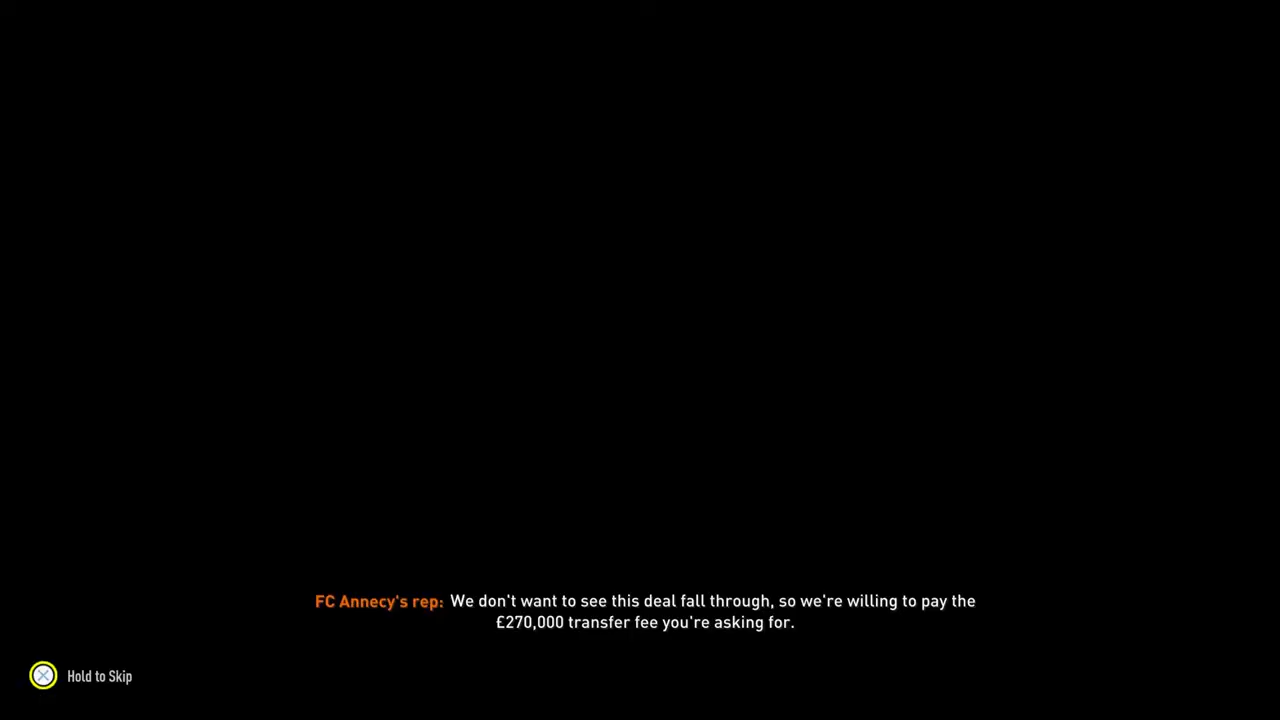 FC Annecy's rep: We don't want to see this deal fall through, so we're willing to pay the
£270,000 transfer fee you're asking for.
Hold to Skip